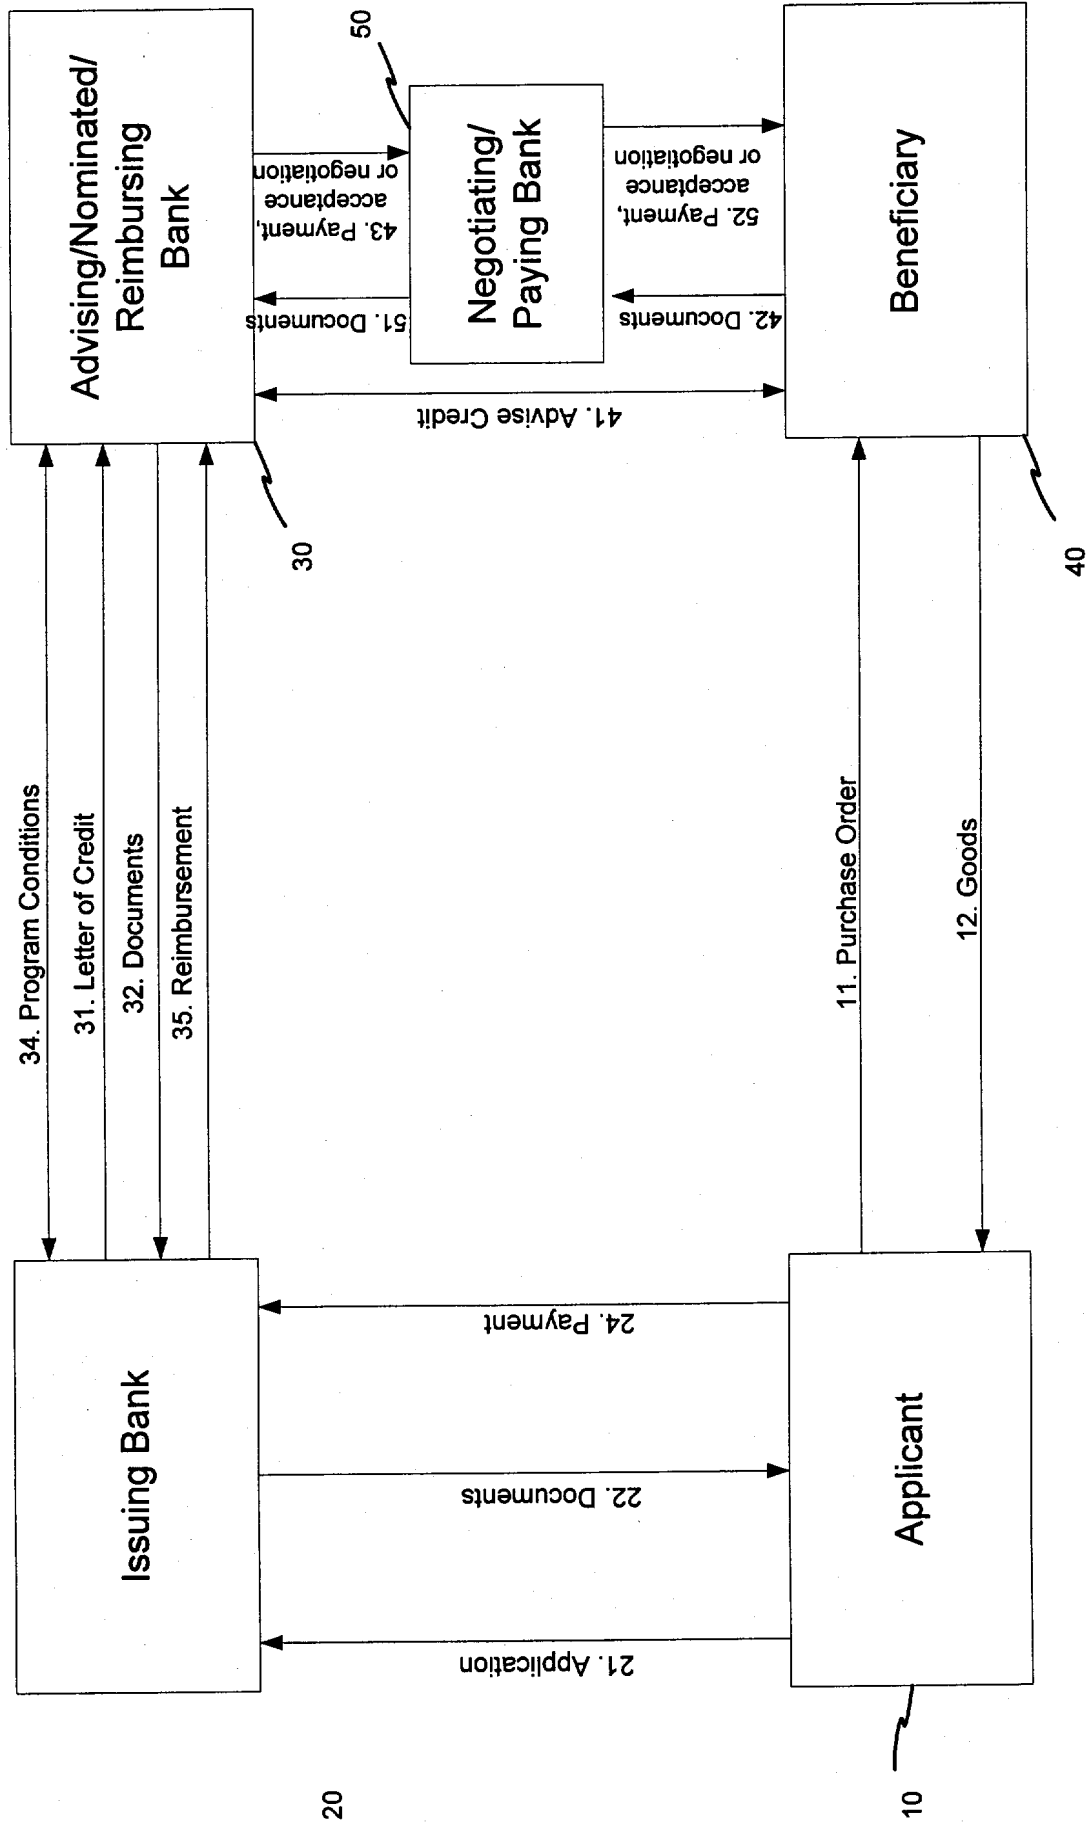 20
Issuing Bank
34. Program Conditions
31. Letter of Credit
32. Documents
35. Reimbursement
Advising/Nominated/
Reimbursing
Bank
30
21. Application
22. Documents
24. Payment
41. Advise Credit
51. Documents
43. Payment,
acceptance
or negotiation
50
Negotiating/
Paying Bank
42. Documents
52. Payment,
acceptance
or negotiation
10
Applicant
11. Purchase Order
12. Goods
Beneficiary
40